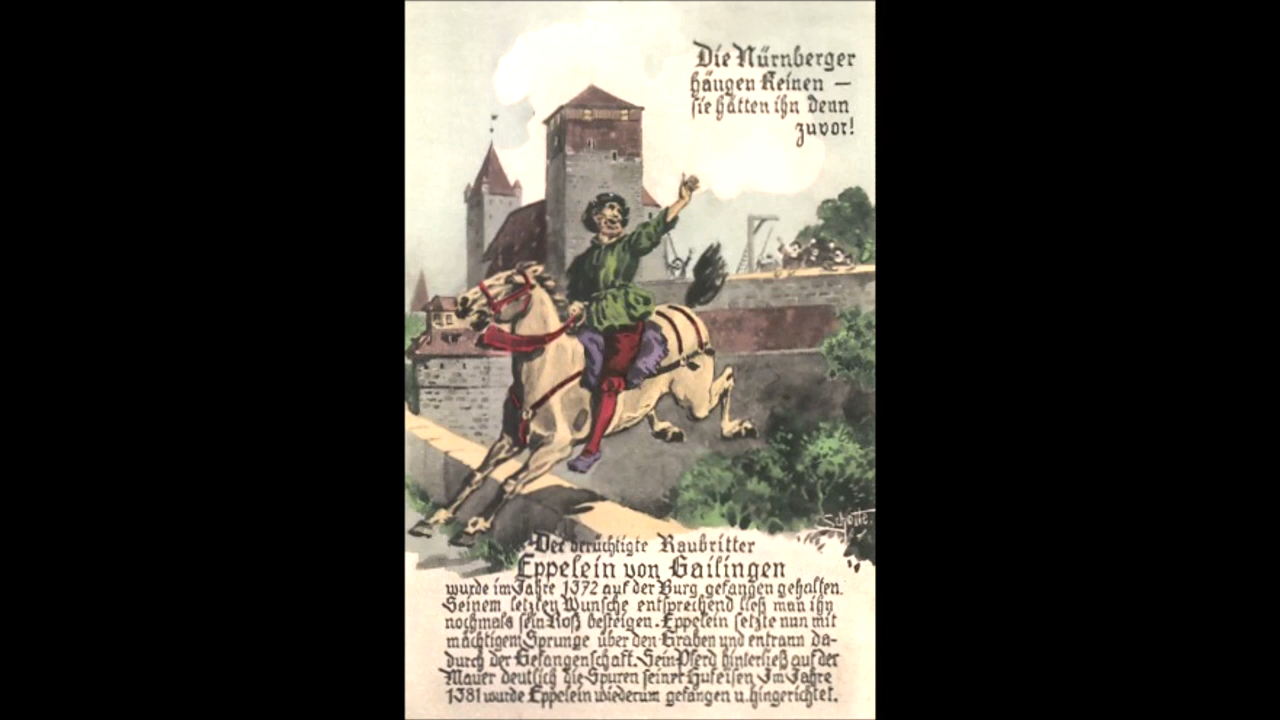 Die Nürnberger
hängen Keinen —
sie hätten ihn denn
zuvor!
Scholte.
Der berüchtigte Raubritter
Eppelein von Gailingen
wurde im Jahre 1372 auf der Burg gefangen gehalten.
Seinem letzten Wunsche entsprechend ließ man ihn
nochmals sein Roß besteigen. Eppelein setzte nun mit
mächtigem Sprunge über den Graben und entrann da-
durch der Gefangenschaft. Sein Pferd hinterließ auf der
Mauer deutlich die Spuren seiner Hufeisen. Im Jahre
1381 wurde Eppelein wiederum gefangen u. hingerichtet.